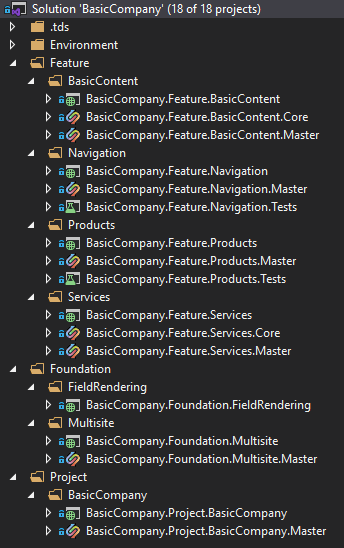 Solution 'BasicCompany' (18 of 18 projects)
.tds
Environment
Feature
BasicContent
BasicCompany.Feature.BasicContent
BasicCompany.Feature.BasicContent.Core
BasicCompany.Feature.BasicContent.Master
Navigation
BasicCompany.Feature.Navigation
BasicCompany.Feature.Navigation.Master
BasicCompany.Feature.Navigation.Tests
Products
BasicCompany.Feature.Products
BasicCompany.Feature.Products.Master
BasicCompany.Feature.Products.Tests
Services
BasicCompany.Feature.Services
BasicCompany.Feature.Services.Core
BasicCompany.Feature.Services.Master
Foundation
FieldRendering
BasicCompany.Foundation.FieldRendering
Multisite
BasicCompany.Foundation.Multisite
BasicCompany.Foundation.Multisite.Master
Project
BasicCompany
BasicCompany.Project.BasicCompany
BasicCompany.Project.BasicCompany.Master